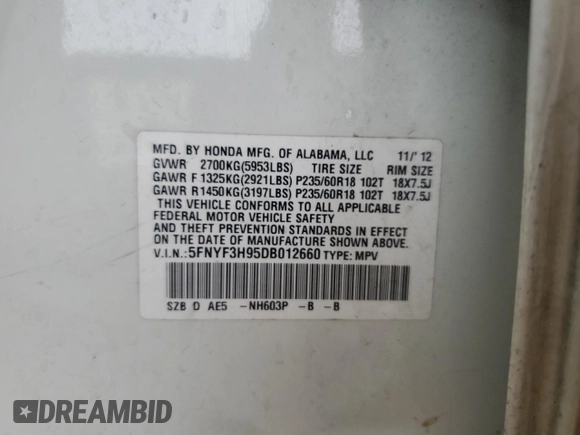 MFD. BY HONDA MFG. OF ALABAMA, LLC 11/'12
GVWR 2700KG(5953LBS) TIRE SIZE RIM SIZE
GAWR F 1325KG(2921LBS) P235/60R18 102T 18X7.5J
GAWR R 1450KG(3197LBS) P235/60R18 102T 18X7.5J
THIS VEHICLE CONFORMS TO ALL APPLICABLE
FEDERAL MOTOR VEHICLE SAFETY
AND THEFT PREVENTION STANDARDS IN EFFECT ON
THE DATE OF MANUFACTURE SHOWN ABOVE.
V.I.N.:5FNYF3H95DB012660 TYPE: MPV
SZB D AE5 -NH603P -B -B
DREAMBID